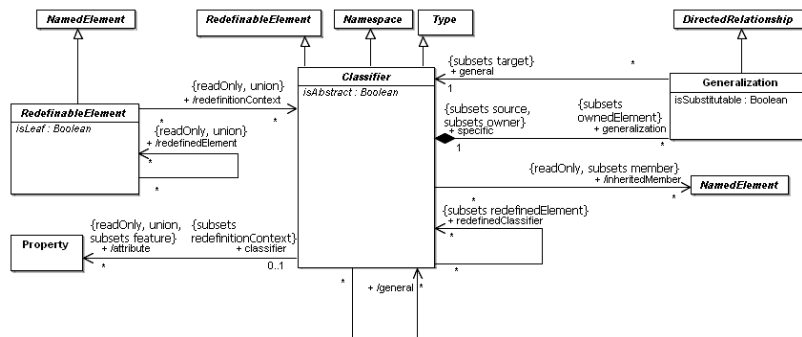 NamedElement
RedefinableElement
Namespace
Type
DirectedRelationship
Classifier
isAbstract : Boolean
{subsets target}
+ general
*
1
Generalization
isSubstitutable : Boolean
{readOnly, union}
+ /redefinitionContext
*
*
RedefinableElement
isLeaf : Boolean
{readOnly, union}
+ /redefinedElement
*
*
{subsets source,
subsets owner}
+ specific
1
{subsets
ownedElement}
+ generalization
*
{readOnly, subsets member}
+ /inheritedMember
*
*
NamedElement
{subsets redefinedElement}
+ redefinedClassifier
*
*
{readOnly, union,
subsets feature}
+ /attribute
*
{subsets
redefinitionContext}
+ classifier
0..1
Property
*
+ /general
*